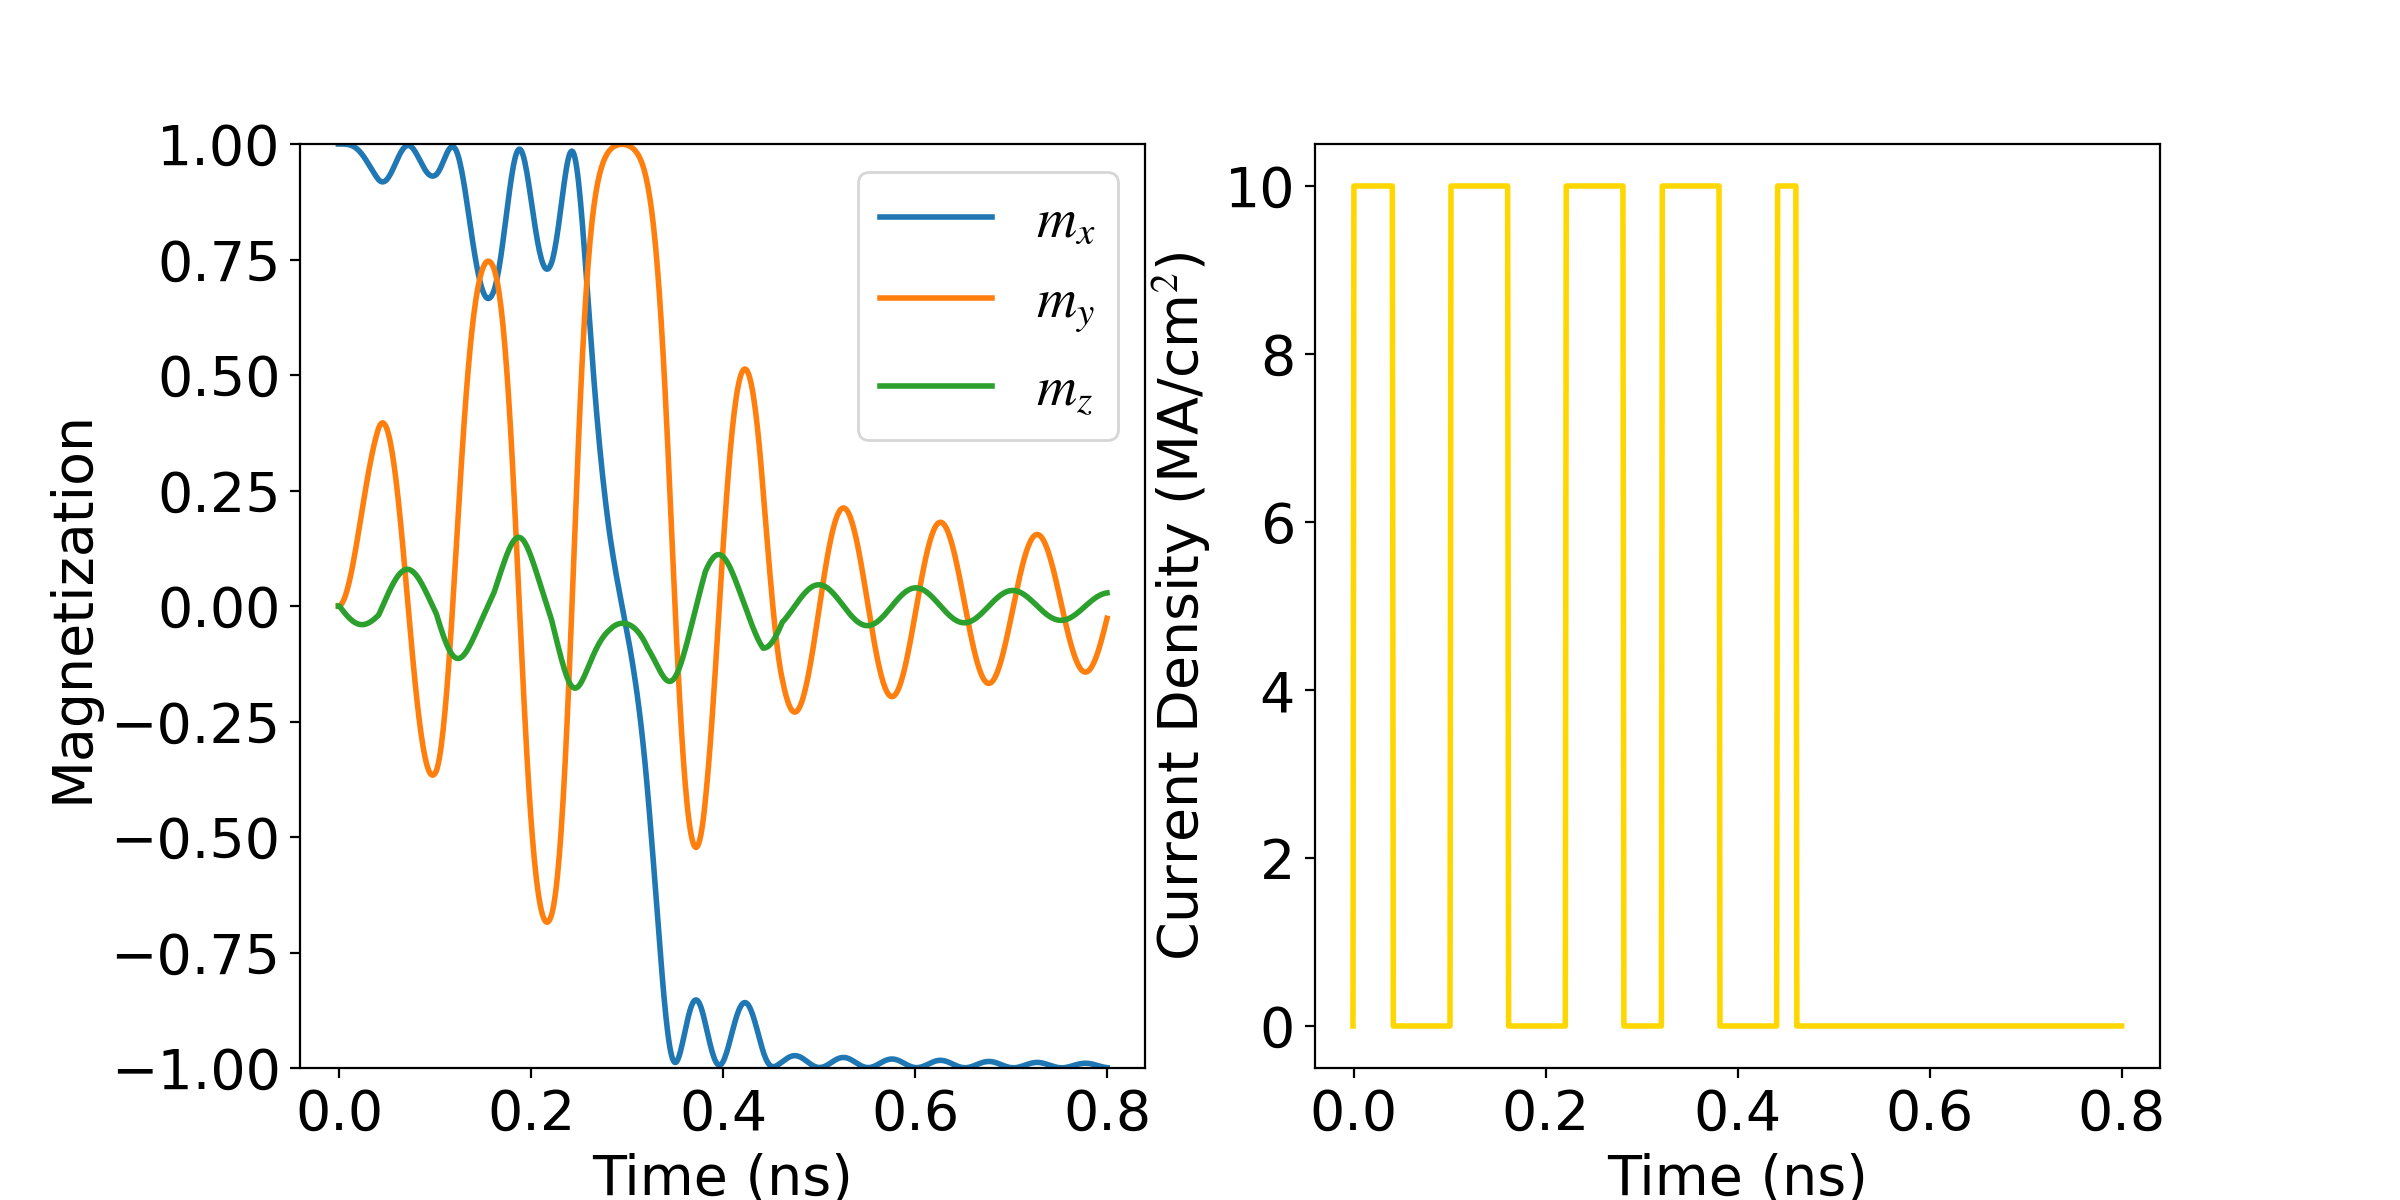 Magnetization
1.00
0.75
0.50
0.25
0.00
−0.25
−0.50
−0.75
−1.00
0.0 0.2 0.4 0.6 0.8
Time (ns)
m_x
m_y
m_z
Current Density (MA/cm²)
10
8
6
4
2
0
0.0 0.2 0.4 0.6 0.8
Time (ns)